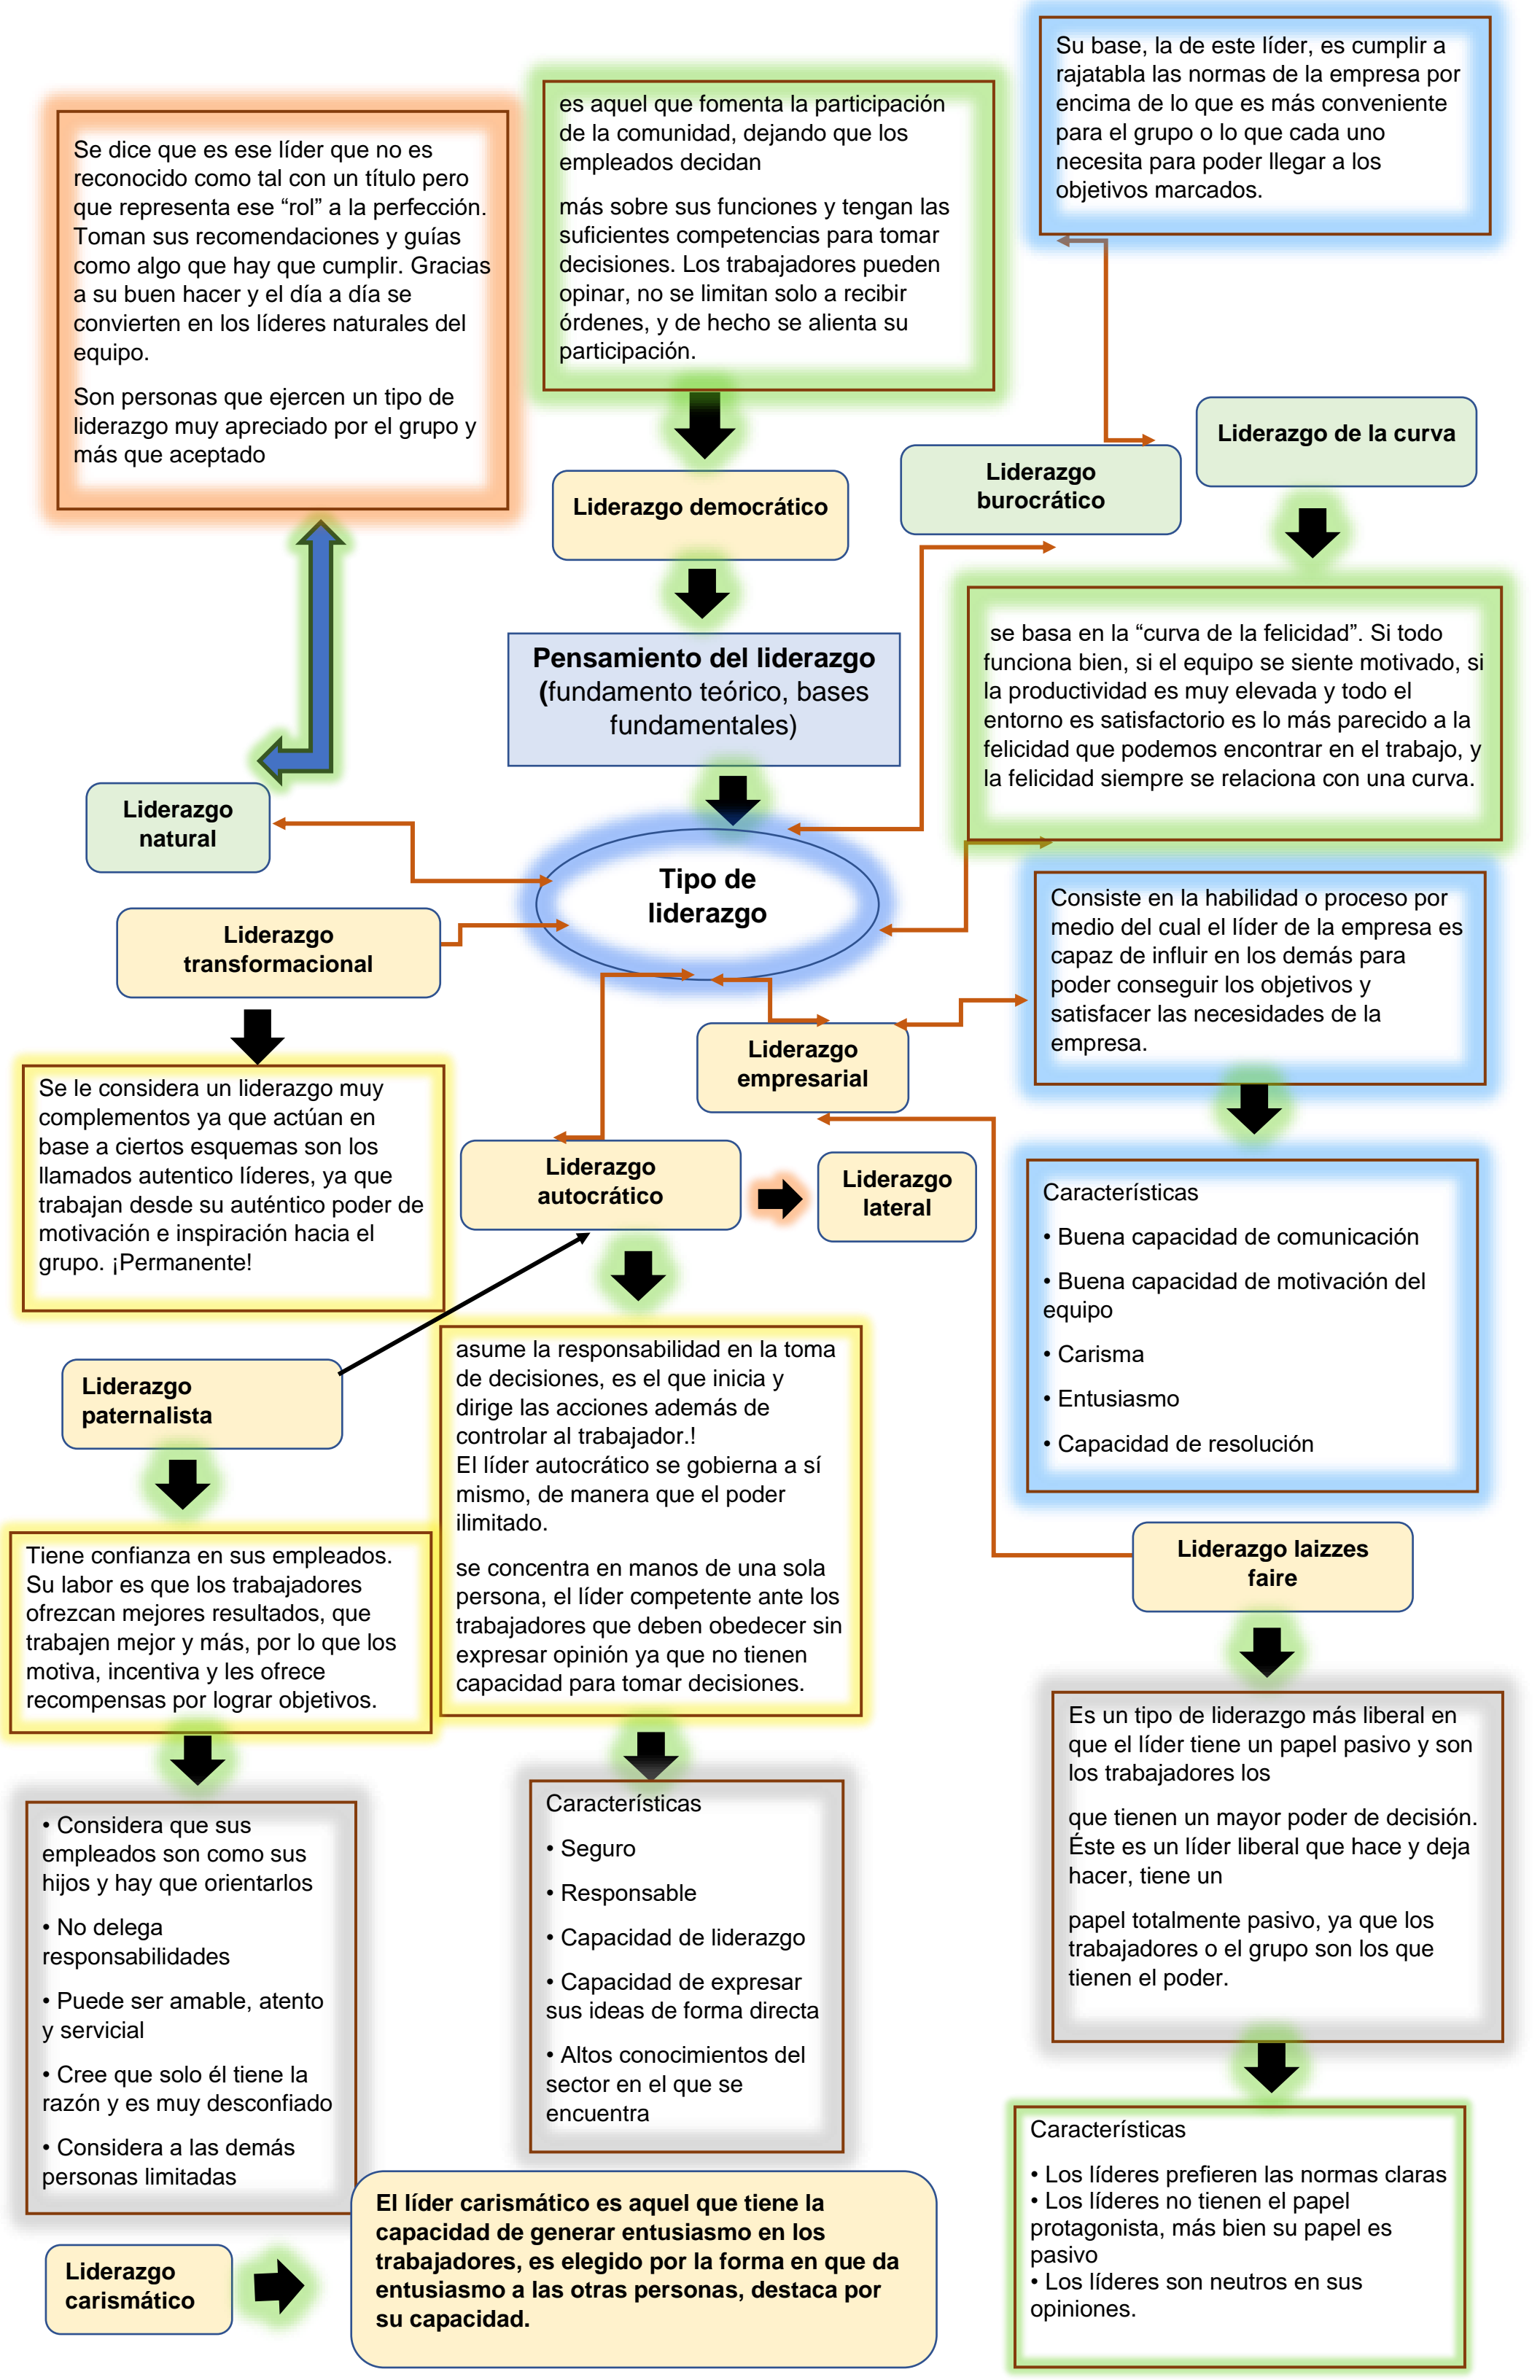 Su base, la de este líder, es cumplir a
rajatabla las normas de la empresa por
encima de lo que es más conveniente
para el grupo o lo que cada uno
necesita para poder llegar a los
objetivos marcados.
es aquel que fomenta la participación
de la comunidad, dejando que los
empleados decidan
más sobre sus funciones y tengan las
suficientes competencias para tomar
decisiones. Los trabajadores pueden
opinar, no se limitan solo a recibir
órdenes, y de hecho se alienta su
participación.
Se dice que es ese líder que no es
reconocido como tal con un título pero
que representa ese “rol” a la perfección.
Toman sus recomendaciones y guías
como algo que hay que cumplir. Gracias
a su buen hacer y el día a día se
convierten en los líderes naturales del
equipo.
Son personas que ejercen un tipo de
liderazgo muy apreciado por el grupo y
más que aceptado
Liderazgo de la curva
Liderazgo
burocrático
Liderazgo democrático
se basa en la “curva de la felicidad”. Si todo
funciona bien, si el equipo se siente motivado, si
la productividad es muy elevada y todo el
entorno es satisfactorio es lo más parecido a la
felicidad que podemos encontrar en el trabajo, y
la felicidad siempre se relaciona con una curva.
Pensamiento del liderazgo
(fundamento teórico, bases
fundamentales)
Liderazgo
natural
Tipo de
liderazgo
Liderazgo
transformacional
Consiste en la habilidad o proceso por
medio del cual el líder de la empresa es
capaz de influir en los demás para
poder conseguir los objetivos y
satisfacer las necesidades de la
empresa.
Liderazgo
empresarial
Se le considera un liderazgo muy
complementos ya que actúan en
base a ciertos esquemas son los
llamados autentico líderes, ya que
trabajan desde su auténtico poder de
motivación e inspiración hacia el
grupo. ¡Permanente!
Liderazgo
autocrático
Liderazgo
lateral
Características
• Buena capacidad de comunicación
• Buena capacidad de motivación del
equipo
• Carisma
• Entusiasmo
• Capacidad de resolución
Liderazgo
paternalista
asume la responsabilidad en la toma
de decisiones, es el que inicia y
dirige las acciones además de
controlar al trabajador.!
El líder autocrático se gobierna a sí
mismo, de manera que el poder
ilimitado.
se concentra en manos de una sola
persona, el líder competente ante los
trabajadores que deben obedecer sin
expresar opinión ya que no tienen
capacidad para tomar decisiones.
Tiene confianza en sus empleados.
Su labor es que los trabajadores
ofrezcan mejores resultados, que
trabajen mejor y más, por lo que los
motiva, incentiva y les ofrece
recompensas por lograr objetivos.
Liderazgo laizzes
faire
Es un tipo de liderazgo más liberal en
que el líder tiene un papel pasivo y son
los trabajadores los
que tienen un mayor poder de decisión.
Éste es un líder liberal que hace y deja
hacer, tiene un
papel totalmente pasivo, ya que los
trabajadores o el grupo son los que
tienen el poder.
• Considera que sus
empleados son como sus
hijos y hay que orientarlos
• No delega
responsabilidades
• Puede ser amable, atento
y servicial
• Cree que solo él tiene la
razón y es muy desconfiado
• Considera a las demás
personas limitadas
Características
• Seguro
• Responsable
• Capacidad de liderazgo
• Capacidad de expresar
sus ideas de forma directa
• Altos conocimientos del
sector en el que se
encuentra
Características
• Los líderes prefieren las normas claras
• Los líderes no tienen el papel
protagonista, más bien su papel es
pasivo
• Los líderes son neutros en sus
opiniones.
Liderazgo
carismático
El líder carismático es aquel que tiene la
capacidad de generar entusiasmo en los
trabajadores, es elegido por la forma en que da
entusiasmo a las otras personas, destaca por
su capacidad.